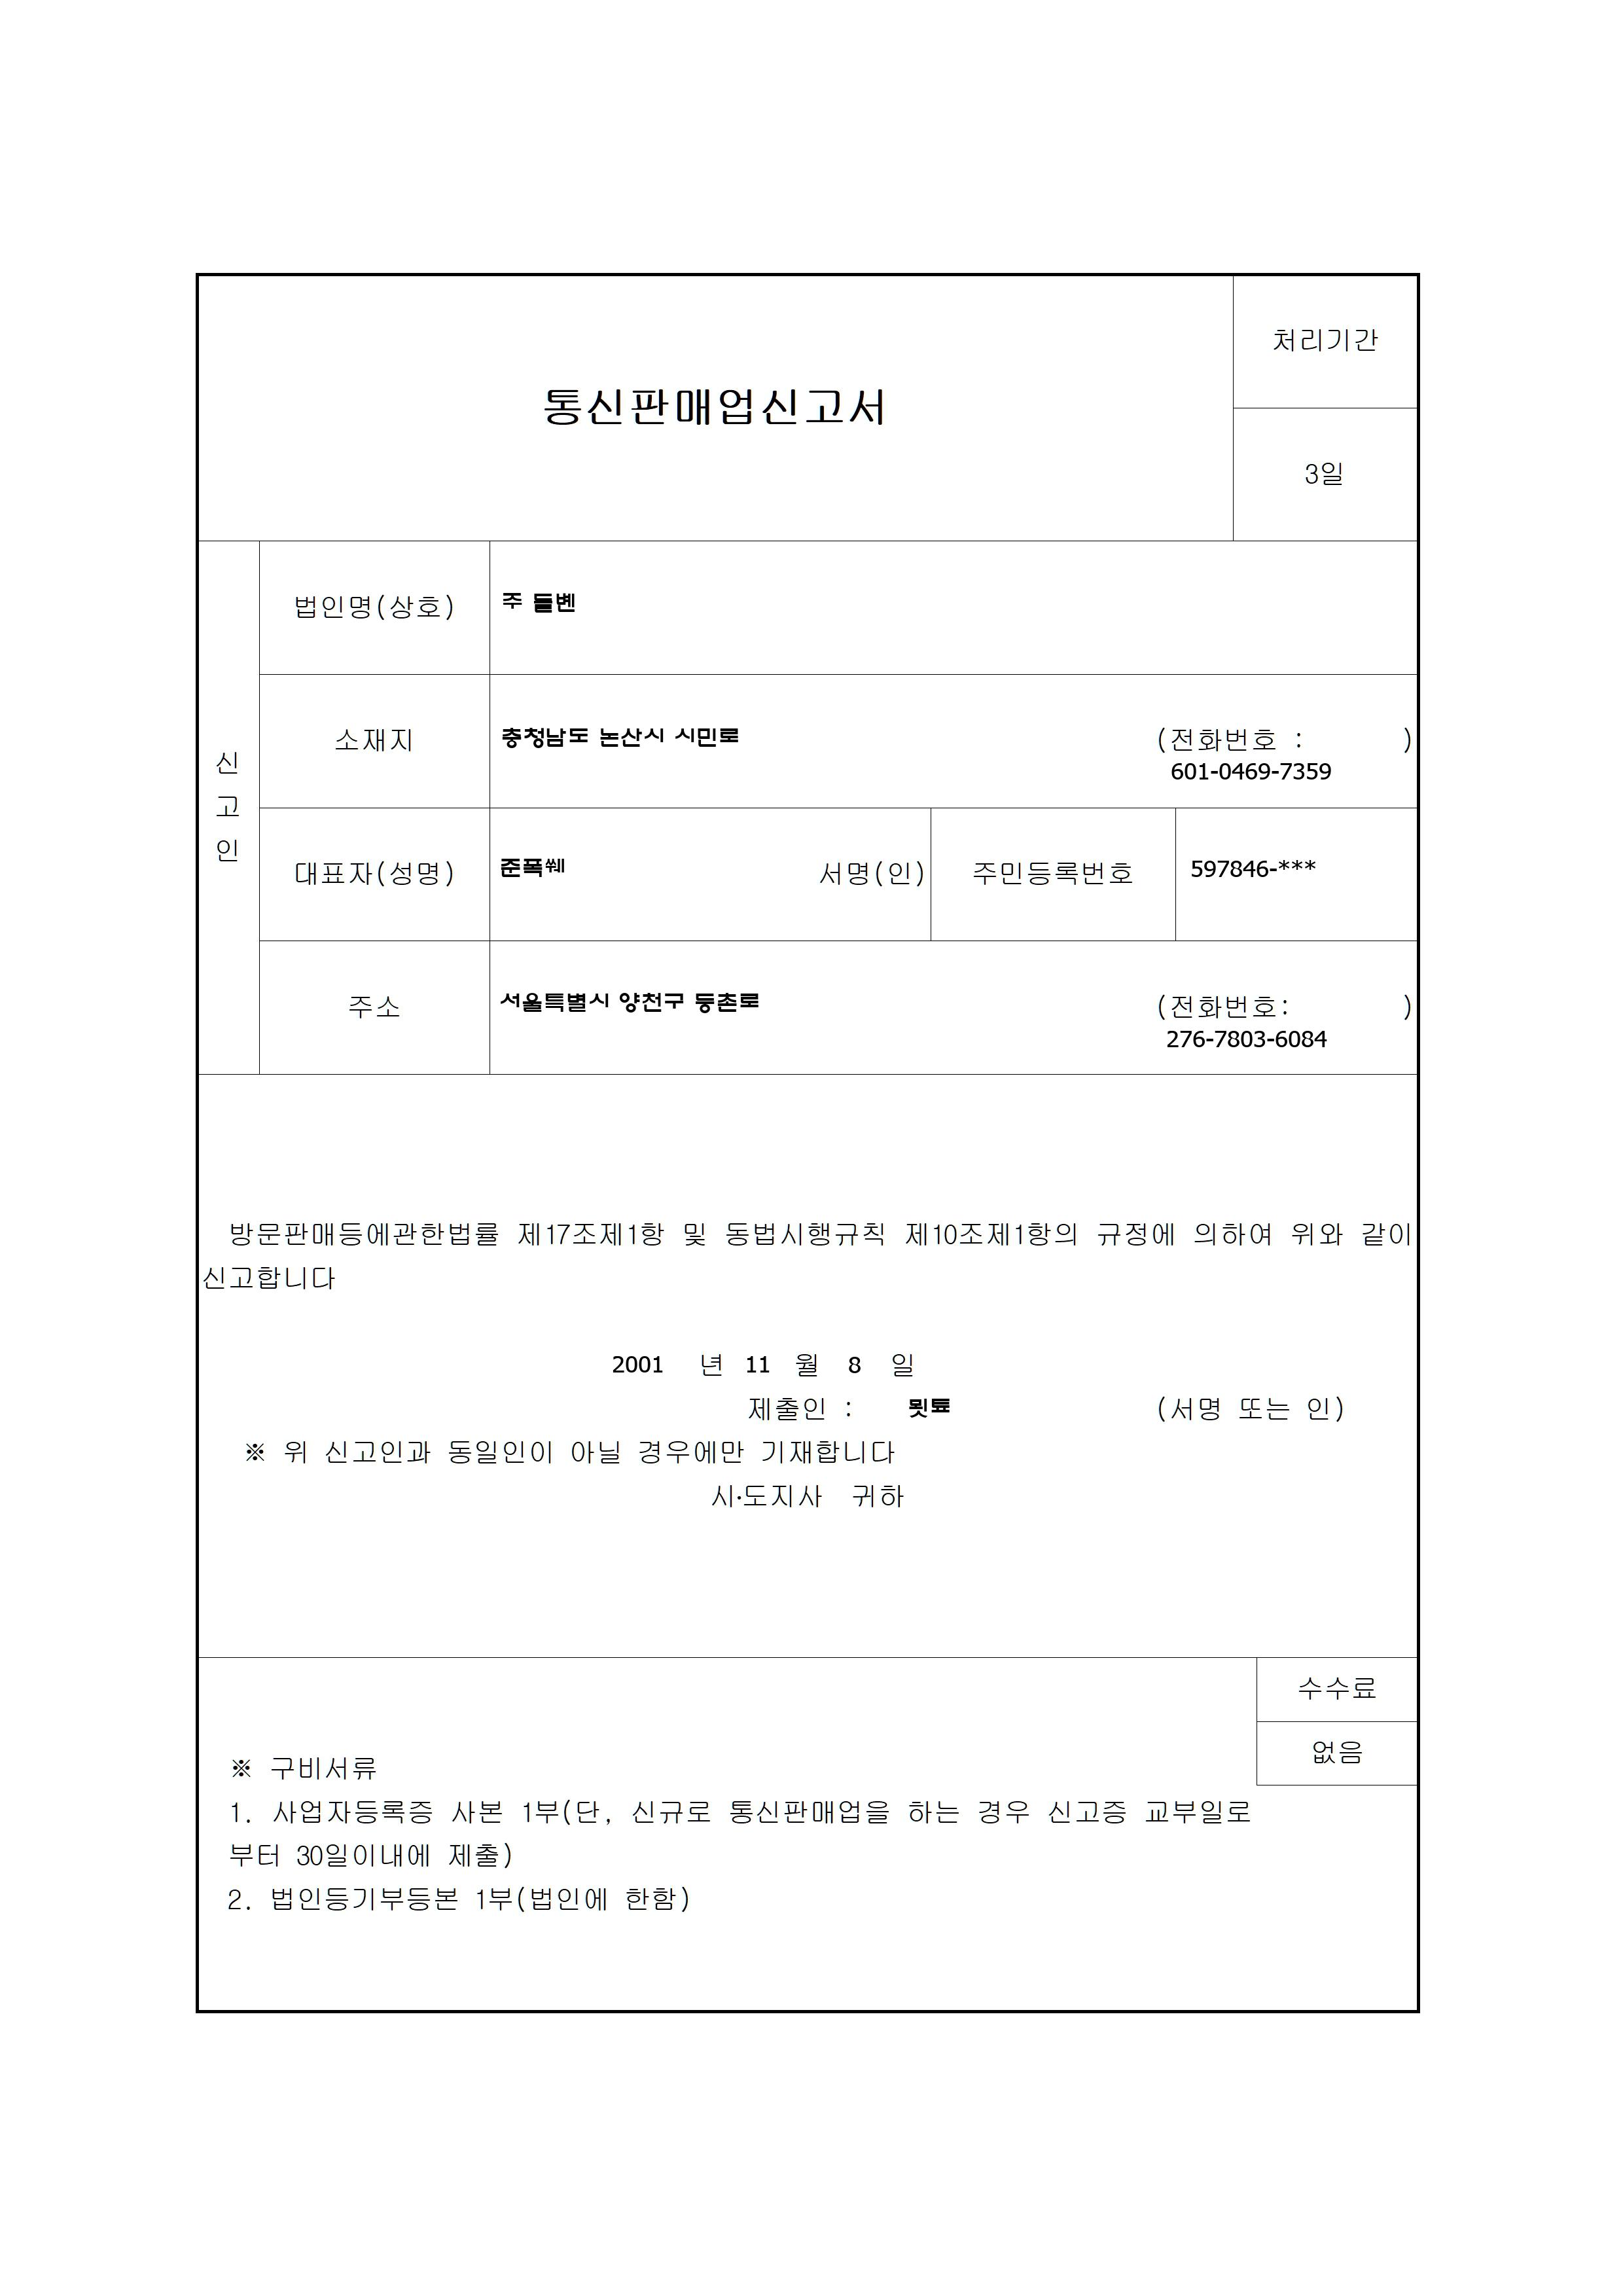 통신판매업신고서
처리기간
3일
신고인
법인명(상호)
주 들볜
소재지
충청남도 논산시 시민로
(전화번호 : )
601-0469-7359
대표자(성명)
준폭쒜
서명(인)
주민등록번호
597846-***
주소
서울특별시 양천구 등촌로
(전화번호: )
276-7803-6084
방문판매등에관한법률 제17조제1항 및 동법시행규칙 제10조제1항의 규정에 의하여 위와 같이
신고합니다
2001 년 11 월 8 일
제출인 : (서명 또는 인)
※ 위 신고인과 동일인이 아닐 경우에만 기재합니다
시·도지사 귀하
수수료
없음
※ 구비서류
1. 사업자등록증 사본 1부(단, 신규로 통신판매업을 하는 경우 신고증 교부일로
부터 30일이내에 제출)
2. 법인등기부등본 1부(법인에 한함)